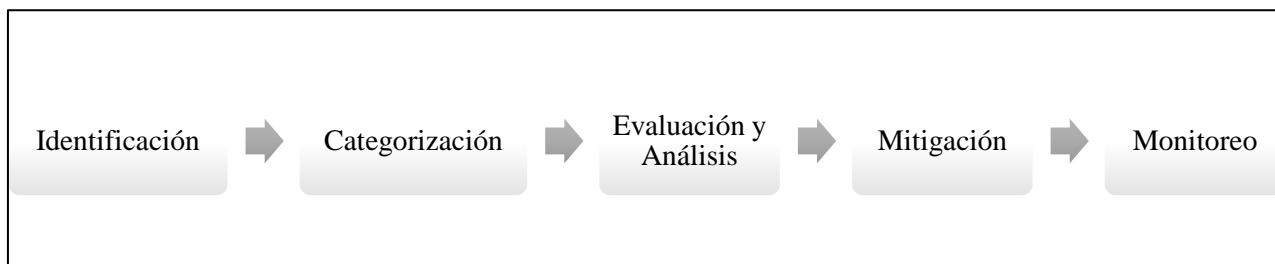 Identificación
Categorización
Evaluación y
Análisis
Mitigación
Monitoreo